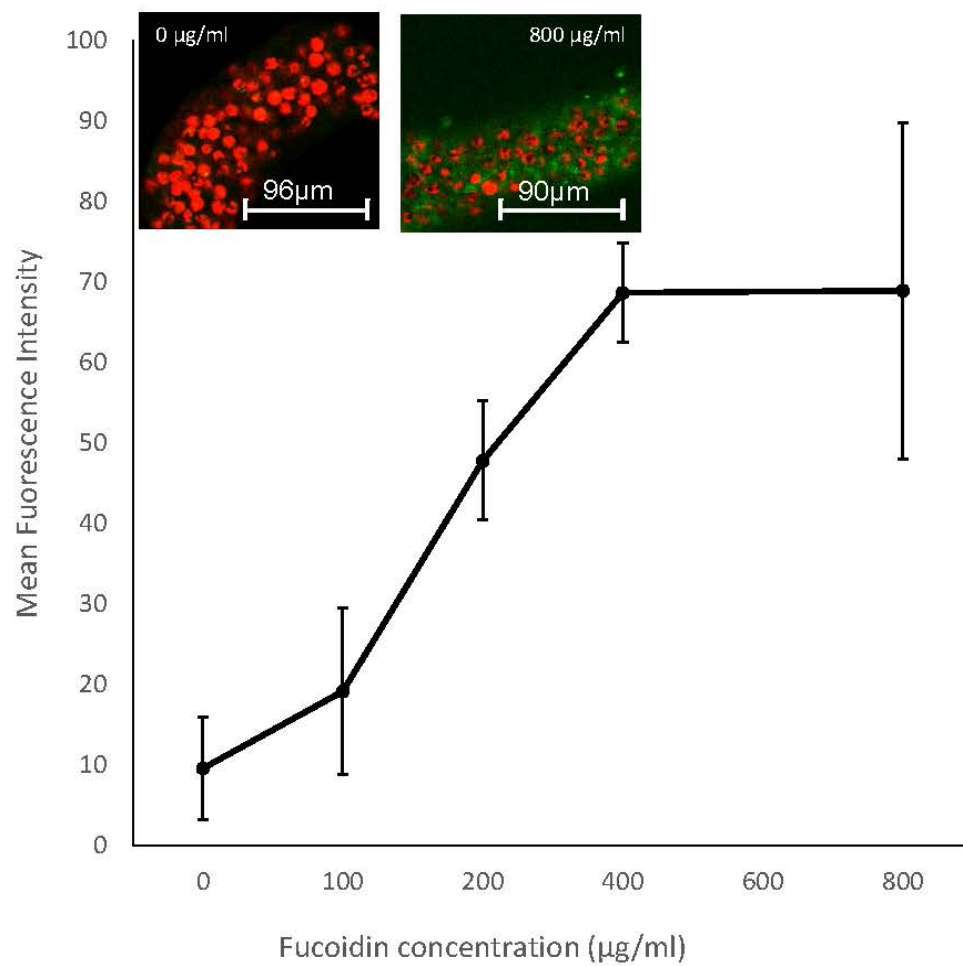 0 µg/ml
800 µg/ml
96µm
90µm
100
90
80
70
60
50
40
30
20
10
0
Mean Fuorescence Intensity
0 100 200 400 600 800
Fucoidin concentration (µg/ml)